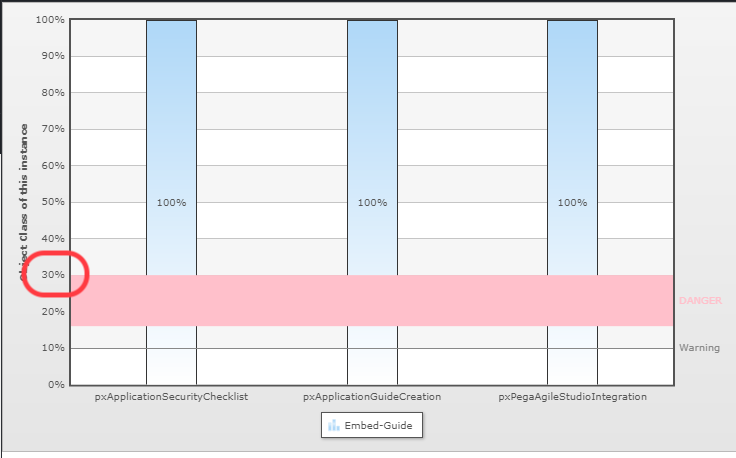 100%
90%
80%
70%
60%
50%
40%
30%
20%
10%
0%
Object Class of this instance
100%
100%
100%
DANGER
Warning
pxApplicationSecurityChecklist
pxApplicationGuideCreation
pxPegaAgileStudioIntegration
Embed-Guide